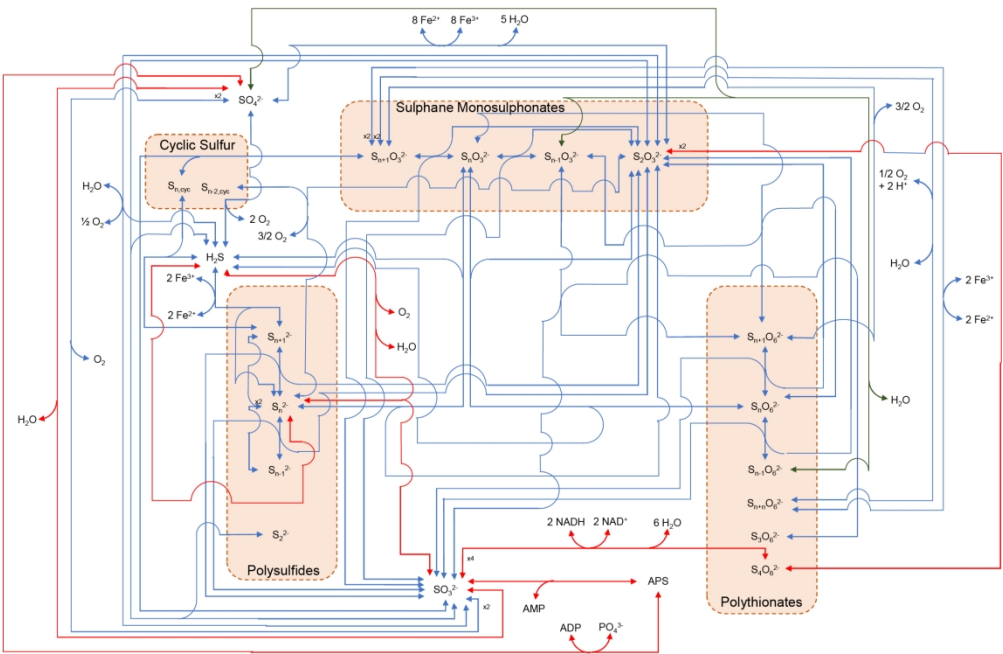 8 Fe²⁺ 8 Fe³⁺ 5 H₂O
x2 SO₄²⁻
Sulphane Monosulphonates
3/2 O₂
Cyclic Sulfur
x2 x2
x2
Sₙ₊₁O₃²⁻ SₙO₃²⁻ Sₙ₋₁O₃²⁻ S₂O₃²⁻
Sₙ,cyc Sₙ₋₂,cyc
H₂O
1/2 O₂
+ 2 H⁺
½ O₂
2 O₂
3/2 O₂
H₂S
H₂O
2 Fe³⁺
2 Fe³⁺
2 Fe²⁺
O₂
2 Fe²⁺
Sₙ₊₁²⁻
Sₙ₊₁O₆²⁻
H₂O
O₂
x2
Sₙ²⁻
SₙO₆²⁻
H₂O
H₂O
Sₙ₋₁²⁻
Sₙ₋₁O₆²⁻
Sₙ₊ₙO₆²⁻
2 NADH 2 NAD⁺ 6 H₂O
S₂²⁻
S₃O₆²⁻
x4
Polysulfides
S₄O₆²⁻
SO₃²⁻
APS
x2
AMP
Polythionates
ADP PO₄³⁻